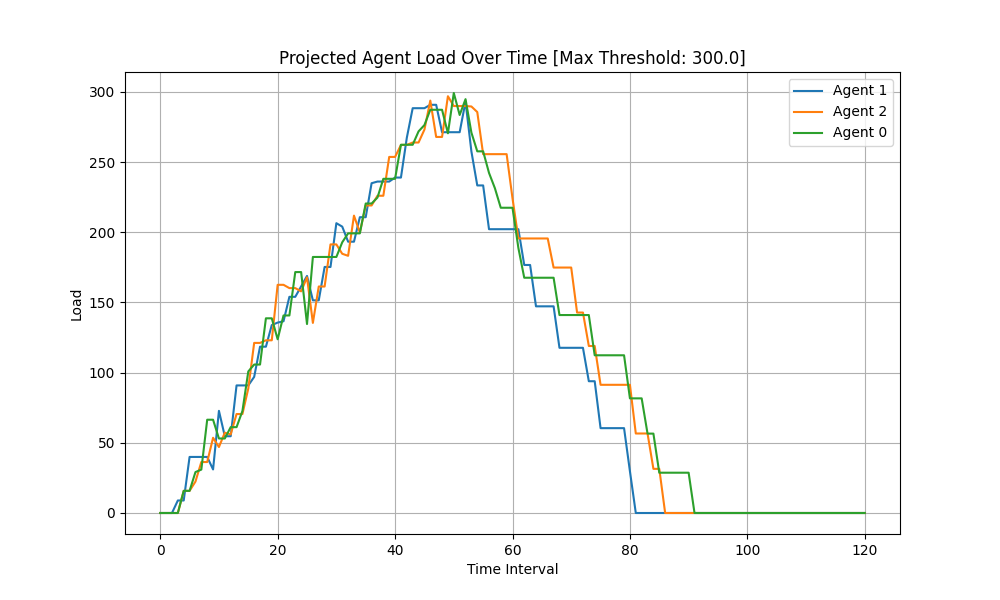 Projected Agent Load Over Time [Max Threshold: 300.0]
Agent 1
Agent 2
Agent 0
Load
300
250
200
150
100
50
0
0 20 40 60 80 100 120
Time Interval